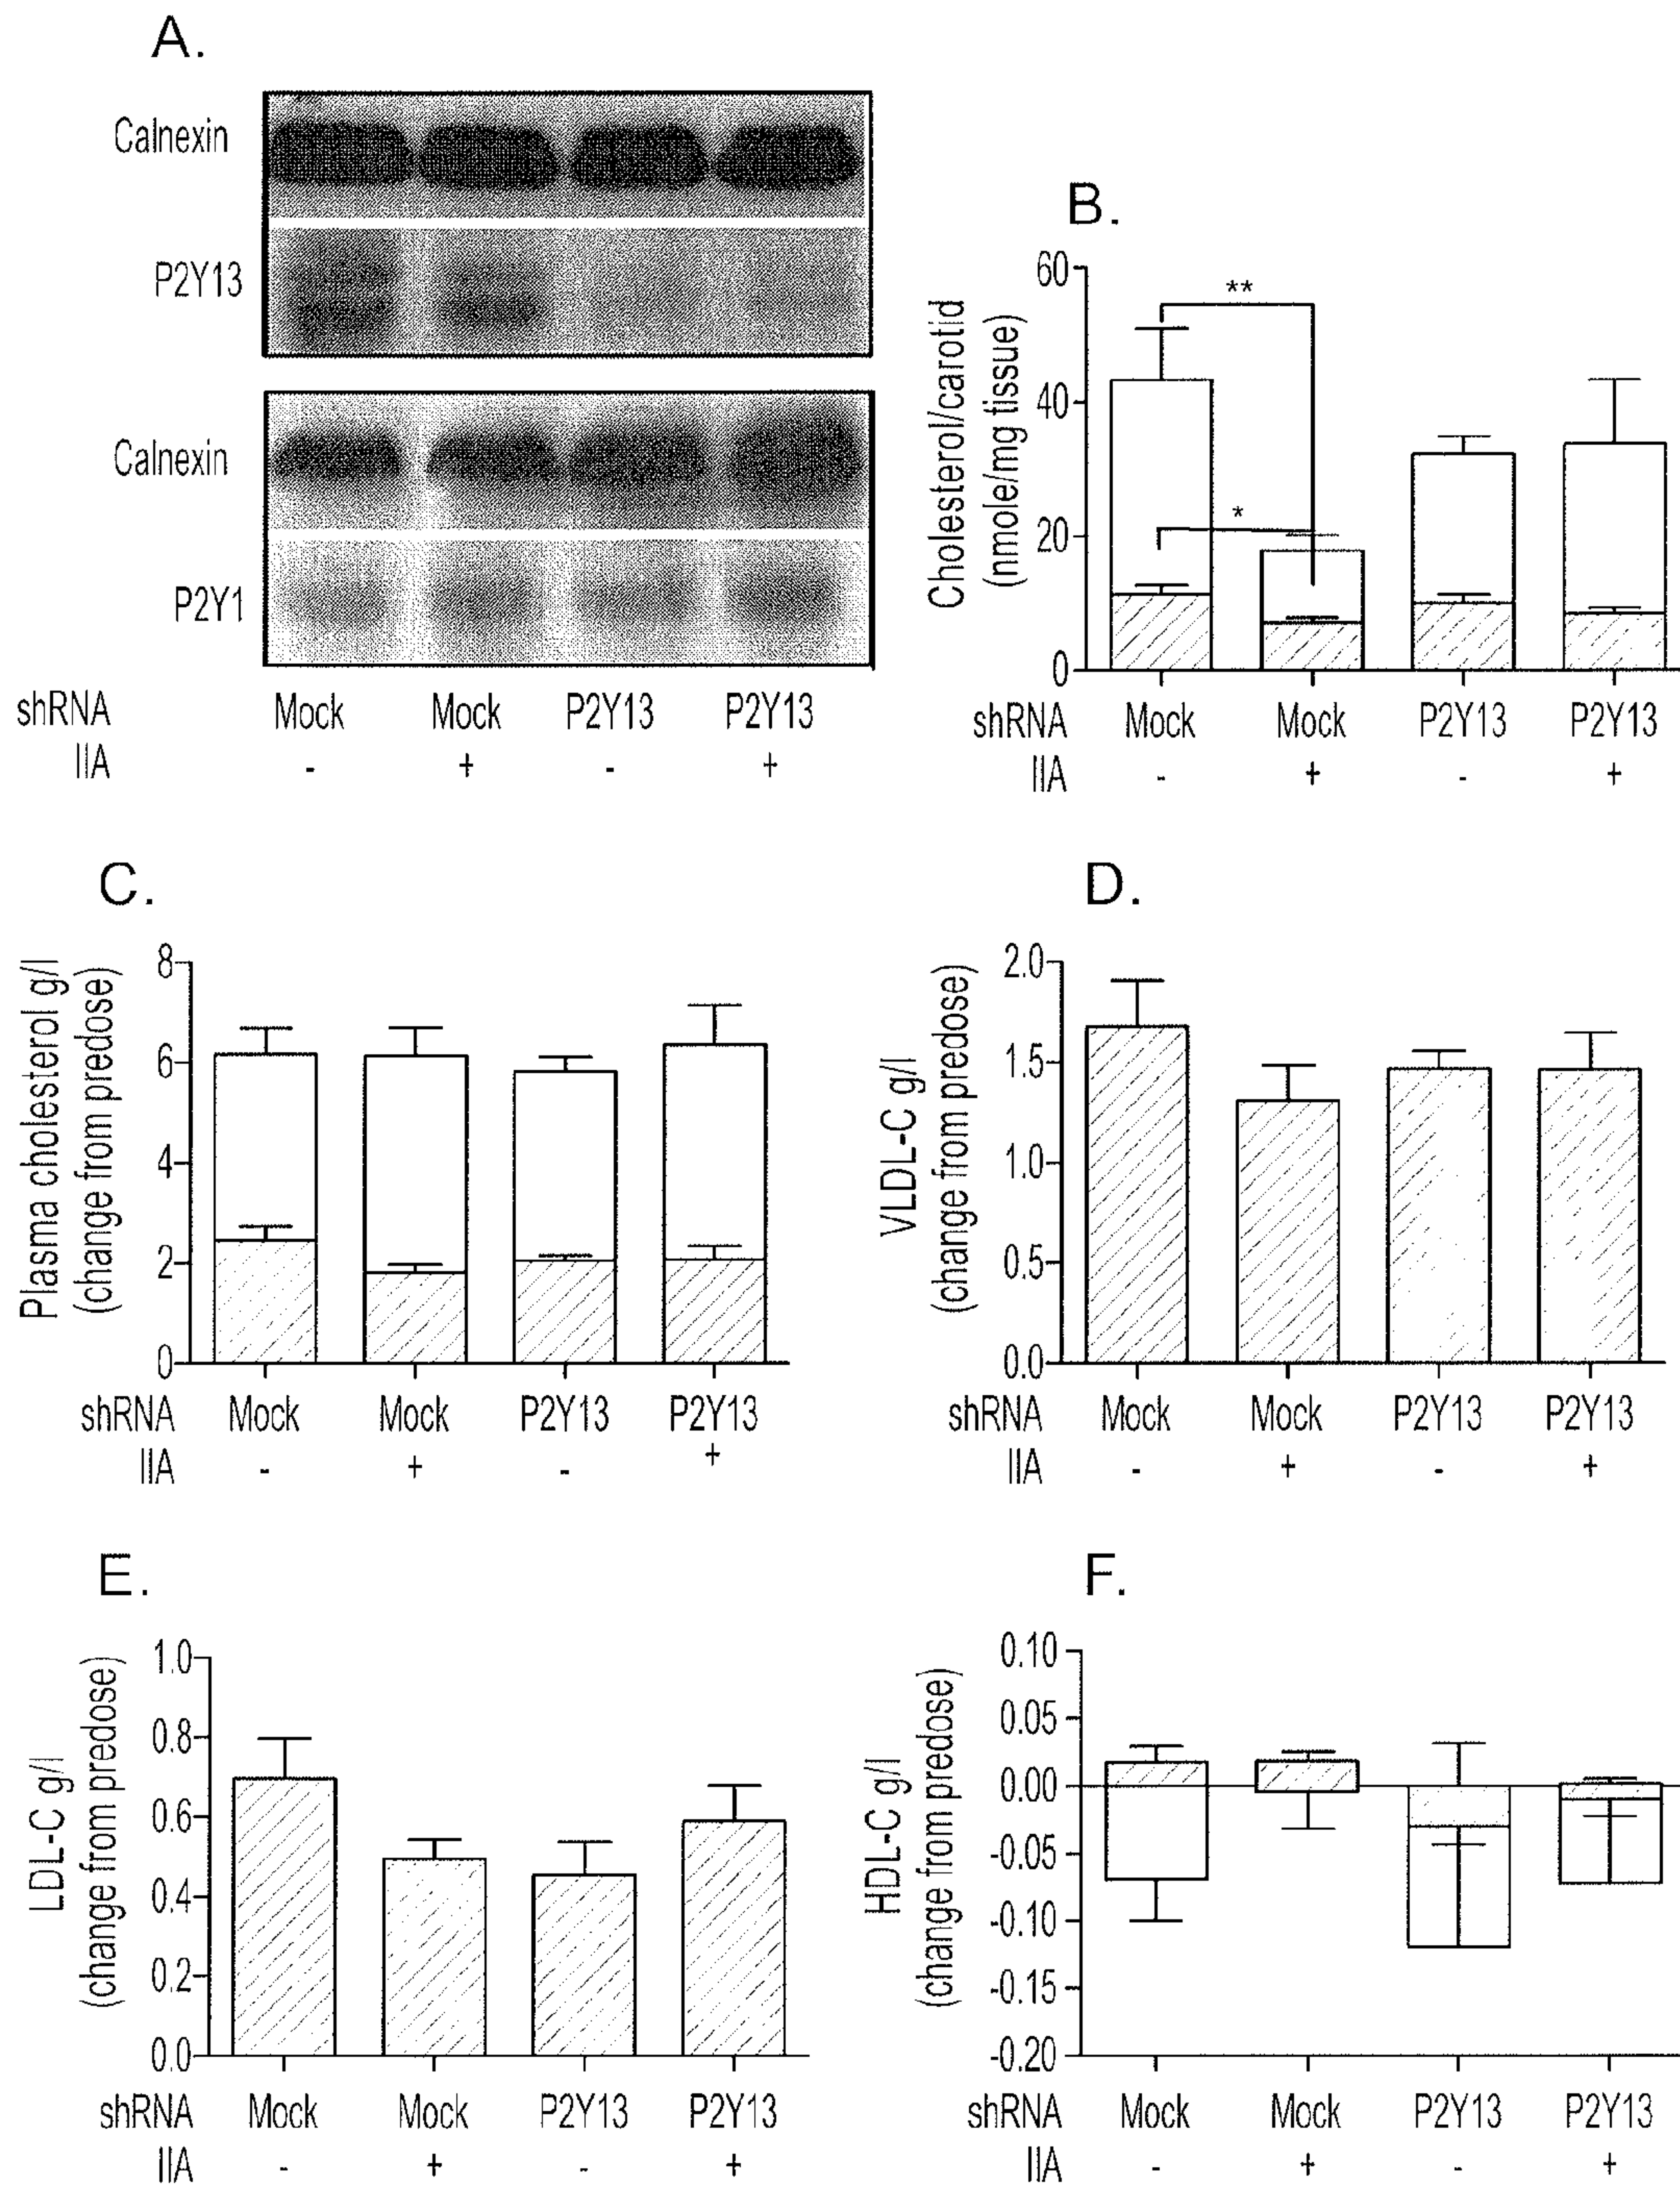 A.
Calnexin
P2Y13
Calnexin
P2Y1
shRNA Mock Mock P2Y13 P2Y13
IIA - + - +
B.
Cholesterol/carotid
(nmole/mg tissue)
60
40
20
0
**
*
shRNA Mock Mock P2Y13 P2Y13
IIA - + - +
C.
Plasma cholesterol g/l
(change from predose)
8
6
4
2
0
shRNA Mock Mock P2Y13 P2Y13
IIA - + - +
D.
VLDL-C g/l
(change from predose)
2.0
1.5
1.0
0.5
0.0
shRNA Mock Mock P2Y13 P2Y13
IIA - + - +
E.
LDL-C g/l
(change from predose)
1.0
0.8
0.6
0.4
0.2
0.0
shRNA Mock Mock P2Y13 P2Y13
IIA - + - +
F.
HDL-C g/l
(change from predose)
0.10
0.05
0.00
-0.05
-0.10
-0.15
-0.20
shRNA Mock Mock P2Y13 P2Y13
IIA - + - +